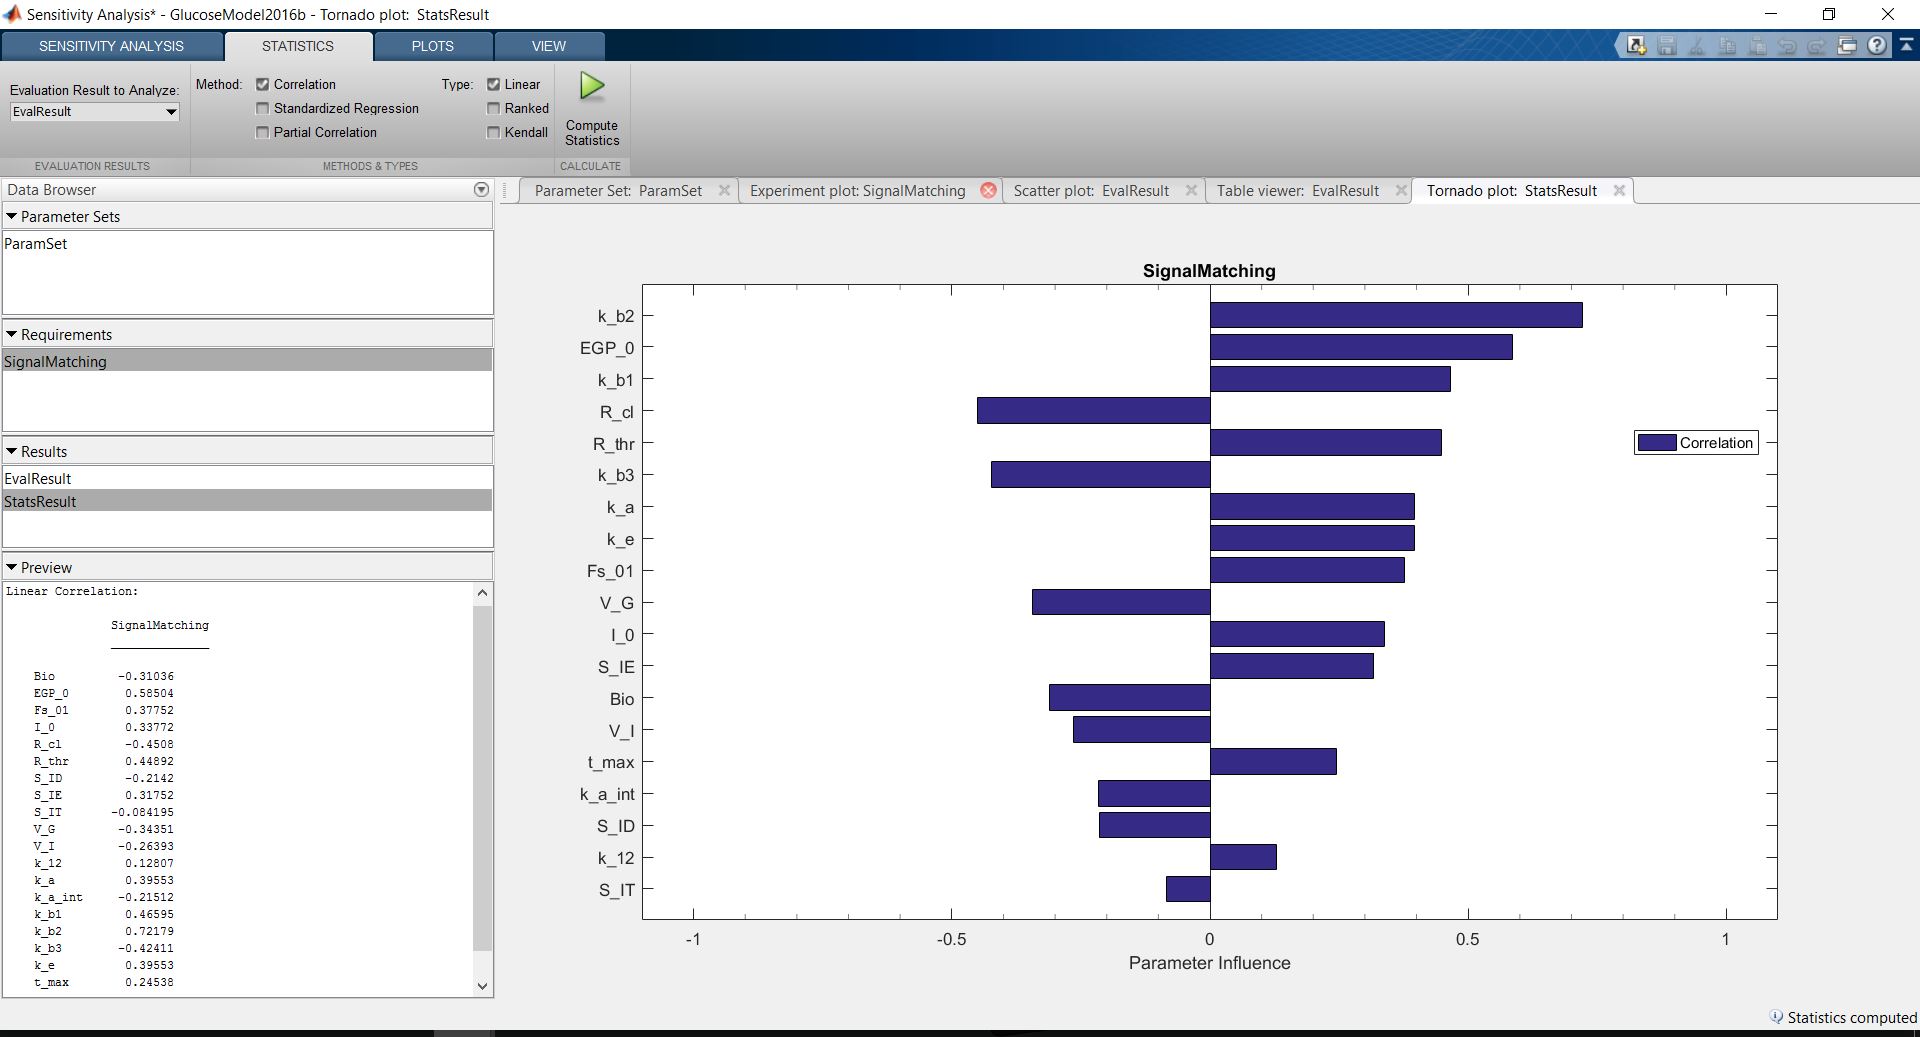 Sensitivity Analysis* - GlucoseModel2016b - Tornado plot:  StatsResult
SENSITIVITY ANALYSIS
STATISTICS
PLOTS
VIEW
Evaluation Result to Analyze:
EvalResult
EVALUATION RESULTS
Method:
Correlation
Standardized Regression
Partial Correlation
Type:
Linear
Ranked
Kendall
METHODS & TYPES
Compute
Statistics
CALCULATE
Data Browser
Parameter Sets
ParamSet
Requirements
SignalMatching
Results
EvalResult
StatsResult
Preview
Linear Correlation:
SignalMatching
Bio -0.31036
EGP_0 0.58504
Fs_01 0.37752
I_0 0.33772
R_cl -0.4508
R_thr 0.44892
S_ID -0.2142
S_IE 0.31752
S_IT -0.084195
V_G -0.34351
V_I -0.26393
k_12 0.12807
k_a 0.39553
k_a_int -0.21512
k_b1 0.46595
k_b2 0.72179
k_b3 -0.42411
k_e 0.39553
t_max 0.24538
Parameter Set:  ParamSet
Experiment plot: SignalMatching
Scatter plot:  EvalResult
Table viewer:  EvalResult
Tornado plot:  StatsResult
SignalMatching
k_b2
EGP_0
k_b1
R_cl
R_thr
k_b3
k_a
k_e
Fs_01
V_G
I_0
S_IE
Bio
V_I
t_max
k_a_int
S_ID
k_12
S_IT
Correlation
-1 -0.5 0 0.5 1
Parameter Influence
Statistics computed